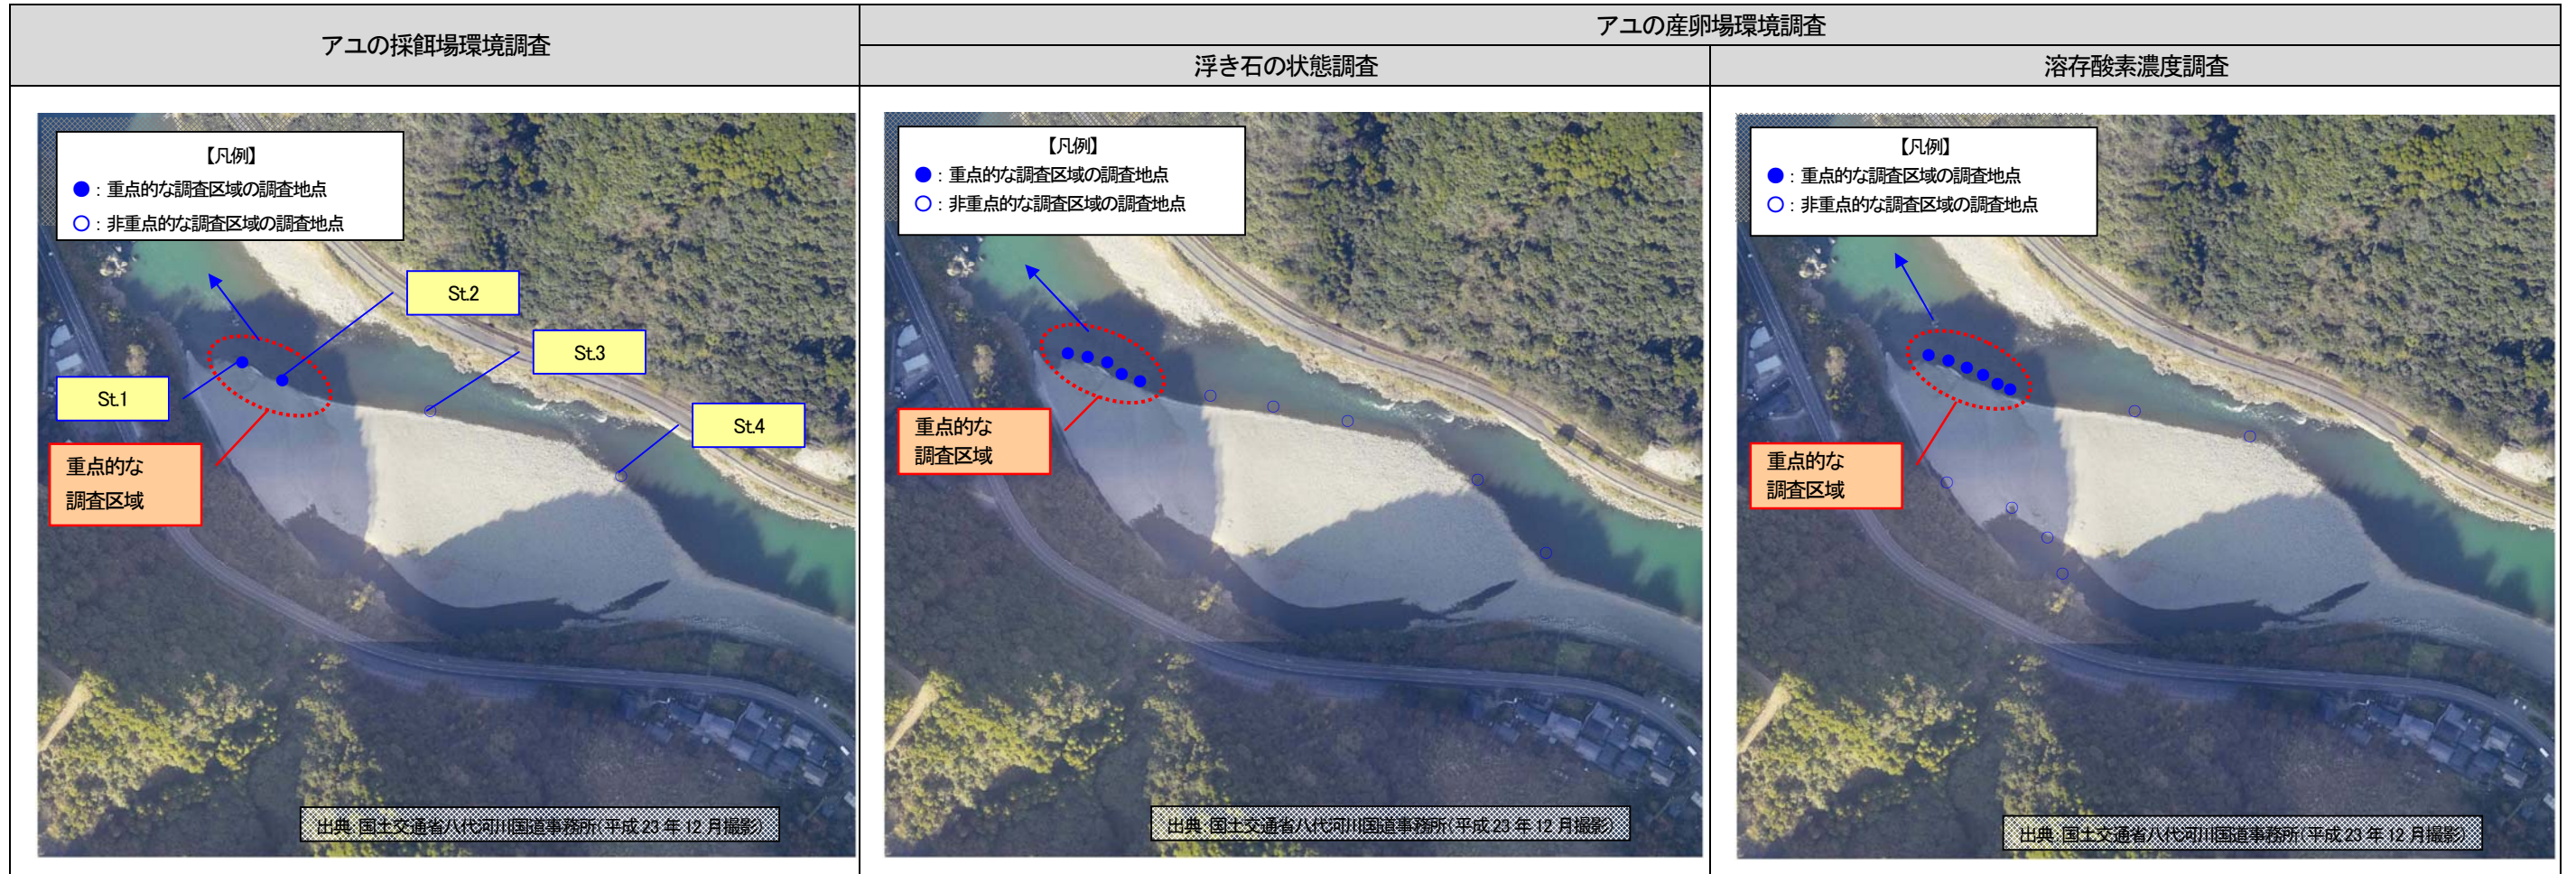 アユの採餌場環境調査
アユの産卵場環境調査
浮き石の状態調査
溶存酸素濃度調査
【凡例】
●：重点的な調査区域の調査地点
○：非重点的な調査区域の調査地点
St.1
St.2
St.3
St.4
重点的な
調査区域
出典 国土交通省八代河川国道事務所(平成23年12月撮影)
【凡例】
●：重点的な調査区域の調査地点
○：非重点的な調査区域の調査地点
重点的な
調査区域
出典 国土交通省八代河川国道事務所(平成23年12月撮影)
【凡例】
●：重点的な調査区域の調査地点
○：非重点的な調査区域の調査地点
重点的な
調査区域
出典 国土交通省八代河川国道事務所(平成23年12月撮影)